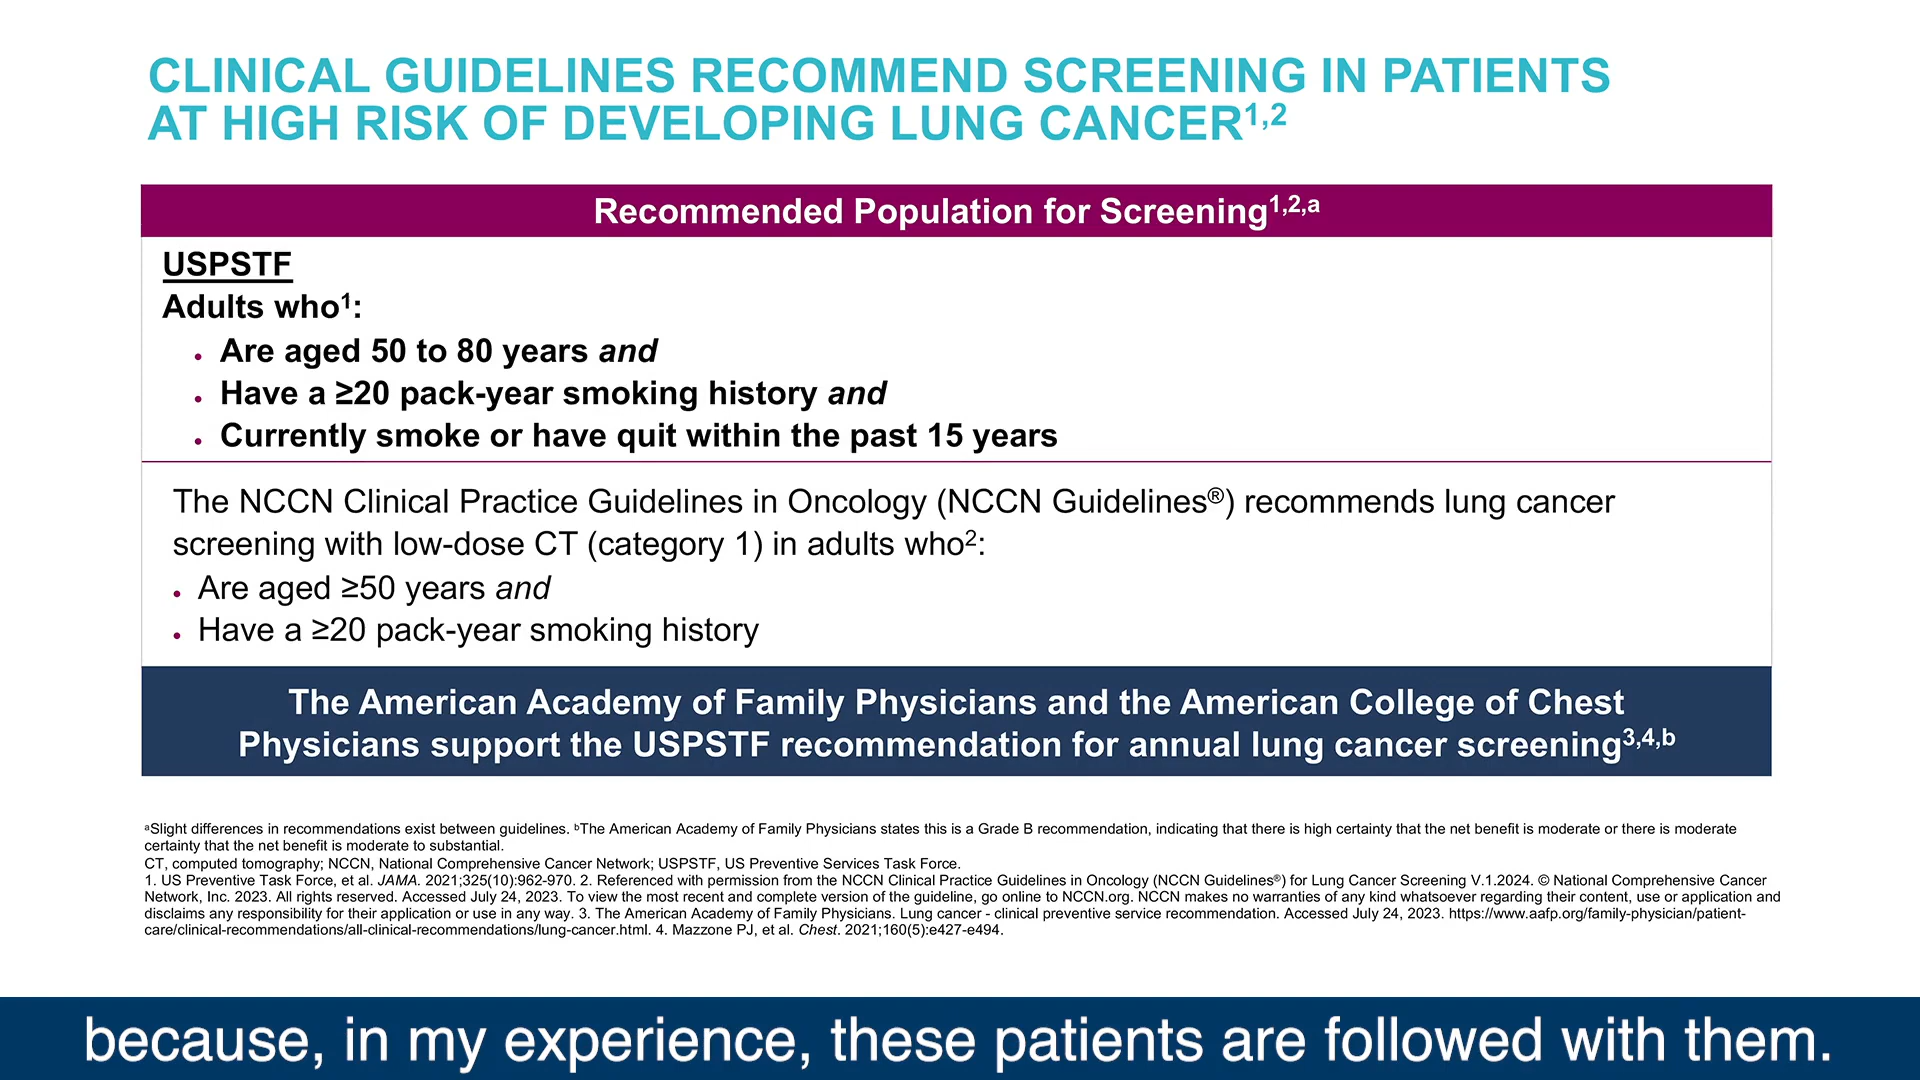 CLINICAL GUIDELINES RECOMMEND SCREENING IN PATIENTS
AT HIGH RISK OF DEVELOPING LUNG CANCER1,2
Recommended Population for Screening1,2,a
USPSTF
Adults who1:
• Are aged 50 to 80 years and
• Have a ≥20 pack-year smoking history and
• Currently smoke or have quit within the past 15 years
The NCCN Clinical Practice Guidelines in Oncology (NCCN Guidelines®) recommends lung cancer
screening with low-dose CT (category 1) in adults who2:
• Are aged ≥50 years and
• Have a ≥20 pack-year smoking history
The American Academy of Family Physicians and the American College of Chest
Physicians support the USPSTF recommendation for annual lung cancer screening3,4,b
aSlight differences in recommendations exist between guidelines. bThe American Academy of Family Physicians states this is a Grade B recommendation, indicating that there is high certainty that the net benefit is moderate or there is moderate
certainty that the net benefit is moderate to substantial.
CT, computed tomography; NCCN, National Comprehensive Cancer Network; USPSTF, US Preventive Services Task Force.
1. US Preventive Task Force, et al. JAMA. 2021;325(10):962-970. 2. Referenced with permission from the NCCN Clinical Practice Guidelines in Oncology (NCCN Guidelines®) for Lung Cancer Screening V.1.2024. © National Comprehensive Cancer
Network, Inc. 2023. All rights reserved. Accessed July 24, 2023. To view the most recent and complete version of the guideline, go online to NCCN.org. NCCN makes no warranties of any kind whatsoever regarding their content, use or application and
disclaims any responsibility for their application or use in any way. 3. The American Academy of Family Physicians. Lung cancer - clinical preventive service recommendation. Accessed July 24, 2023. https://www.aafp.org/family-physician/patient-
care/clinical-recommendations/all-clinical-recommendations/lung-cancer.html. 4. Mazzone PJ, et al. Chest. 2021;160(5):e427-e494.
because, in my experience, these patients are followed with them.